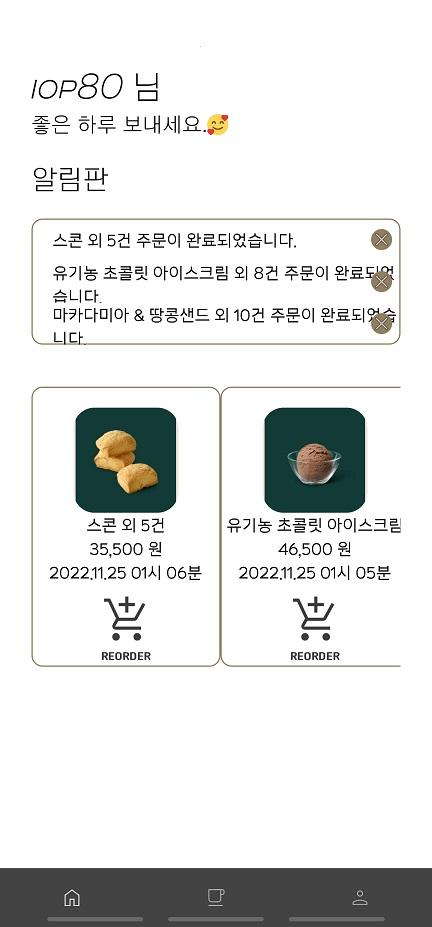 IOP80 님
좋은 하루 보내세요.🥰
알림판
스콘 외 5건 주문이 완료되었습니다.
유기농 초콜릿 아이스크림 외 8건 주문이 완료되었
습니다.
마카다미아 & 땅콩샌드 외 10건 주문이 완료되었습
니다.
스콘 외 5건
35,500 원
2022.11.25 01시 06분
REORDER
유기농 초콜릿 아이스크림
46,500 원
2022.11.25 01시 05분
REORDER